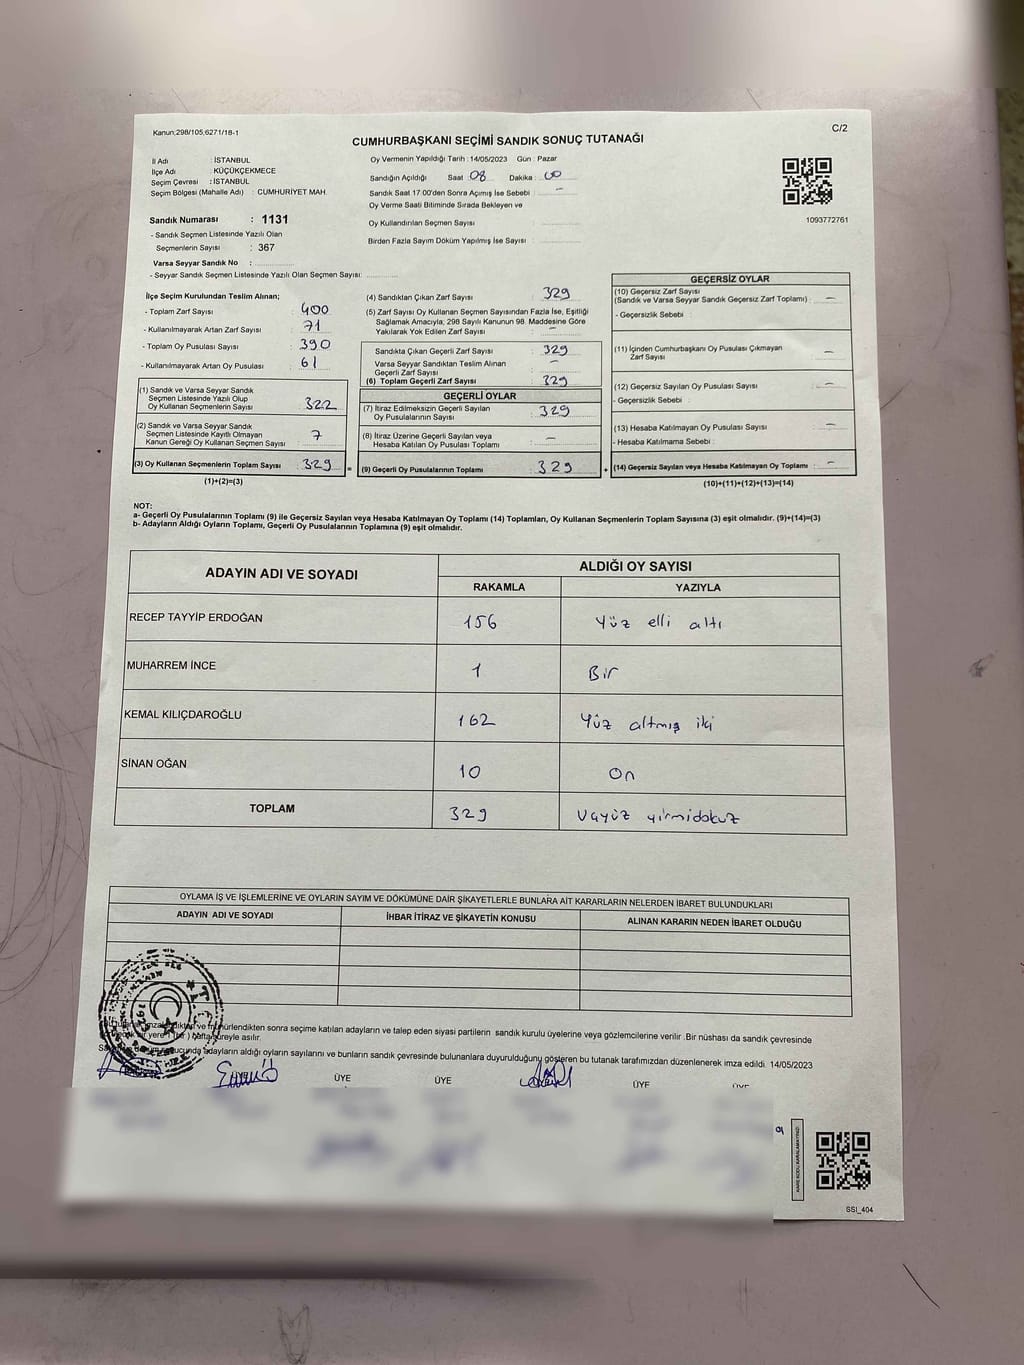 Kanun;298/105,6271/18-1
C/2
CUMHURBAŞKANI SEÇİMİ SANDIK SONUÇ TUTANAĞI
İl Adı : İSTANBUL
İlçe Adı : KÜÇÜKÇEKMECE
Seçim Çevresi : İSTANBUL
Seçim Bölgesi (Mahalle Adı) : CUMHURİYET MAH.
Oy Vermenin Yapıldığı Tarih : 14/05/2023 Gün : Pazar
Sandığın Açıldığı Saat 08 Dakika : 00
Sandık Saat 17.00'den Sonra Açımış İse Sebebi : –
Oy Verme Saati Bitiminde Sırada Bekleyen ve
Oy Kullandırılan Seçmen Sayısı :
Birden Fazla Sayım Döküm Yapılmış İse Sayısı :
1093772761
Sandık Numarası : 1131
- Sandık Seçmen Listesinde Yazılı Olan
Seçmenlerin Sayısı : 367
Varsa Seyyar Sandık No :
- Seyyar Sandık Seçmen Listesinde Yazılı Olan Seçmen Sayısı:
İlçe Seçim Kurulundan Teslim Alınan;
- Toplam Zarf Sayısı : 400
- Kullanılmayarak Artan Zarf Sayısı : 71
- Toplam Oy Pusulası Sayısı : 390
- Kullanılmayarak Artan Oy Pusulası : 61
(1) Sandık ve Varsa Seyyar Sandık
Seçmen Listesinde Yazılı Olup
Oy Kullanan Seçmenlerin Sayısı : 322
(2) Sandık ve Varsa Seyyar Sandık
Seçmen Listesinde Kayıtlı Olmayan
Kanun Gereği Oy Kullanan Seçmen Sayısı : 7
(3) Oy Kullanan Seçmenlerin Toplam Sayısı : 329
(1)+(2)=(3)
(4) Sandıktan Çıkan Zarf Sayısı : 329
(5) Zarf Sayısı Oy Kullanan Seçmen Sayısından Fazla İse, Eşitliği
Sağlamak Amacıyla, 298 Sayılı Kanunun 98. Maddesine Göre
Yakılarak Yok Edilen Zarf Sayısı : –
Sandıkta Çıkan Geçerli Zarf Sayısı : 329
Varsa Seyyar Sandıktan Teslim Alınan
Geçerli Zarf Sayısı : –
(6) Toplam Geçerli Zarf Sayısı : 329
GEÇERLİ OYLAR
(7) İtiraz Edilmeksizin Geçerli Sayılan
Oy Pusulalarının Sayısı : 329
(8) İtiraz Üzerine Geçerli Sayılan veya
Hesaba Katılan Oy Pusulası Toplamı : –
= (9) Geçerli Oy Pusulalarının Toplamı : 329
GEÇERSİZ OYLAR
(10) Geçersiz Zarf Sayısı
(Sandık ve Varsa Seyyar Sandık Geçersiz Zarf Toplamı) : –
- Geçersizlik Sebebi :
(11) İçinden Cumhurbaşkanı Oy Pusulası Çıkmayan
Zarf Sayısı : –
(12) Geçersiz Sayılan Oy Pusulası Sayısı : –
- Geçersizlik Sebebi :
(13) Hesaba Katılmayan Oy Pusulası Sayısı : –
- Hesaba Katılmama Sebebi :
+ (14) Geçersiz Sayılan veya Hesaba Katılmayan Oy Toplamı : –
(10)+(11)+(12)+(13)=(14)
NOT:
a- Geçerli Oy Pusulalarının Toplamı (9) ile Geçersiz Sayılan veya Hesaba Katılmayan Oy Toplamı (14) Toplamları, Oy Kullanan Seçmenlerin Toplam Sayısına (3) eşit olmalıdır. (9)+(14)=(3)
b- Adayların Aldığı Oyların Toplamı, Geçerli Oy Pusulalarının Toplamına (9) eşit olmalıdır.
ADAYIN ADI VE SOYADI ALDIĞI OY SAYISI
RAKAMLA YAZIYLA
RECEP TAYYİP ERDOĞAN 156 Yüz elli altı
MUHARREM İNCE 1 Bir
KEMAL KILIÇDAROĞLU 162 Yüz altmış iki
SİNAN OĞAN 10 On
TOPLAM 329 yirmidokuz
OYLAMA İŞ VE İŞLEMLERİNE VE OYLARIN SAYIM VE DÖKÜMÜNE DAİR ŞİKAYETLERLE BUNLARA AİT KARARLARIN NELERDEN İBARET BULUNDUKLARI
ADAYIN ADI VE SOYADI İHBAR İTİRAZ VE ŞİKAYETİN KONUSU ALINAN KARARIN NEDEN İBARET OLDUĞU
ve mühürlendikten sonra seçime katılan adayların ve talep eden siyasi partilerin sandık kurulu üyelerine veya gözlemcilerine verilir .Bir nüshası da sandık çevresinde
bir yere 1 (bir ) hafta süreyle asılır.
adayların aldığı oyların sayılarını ve bunların sandık çevresinde bulunanlara duyurulduğunu gösteren bu tutanak tarafımızdan düzenlenerek imza edildi. 14/05/2023
ÜYE ÜYE ÜYE
T.C.
KARE KODU KARALAMAYINIZ!
SSI_404